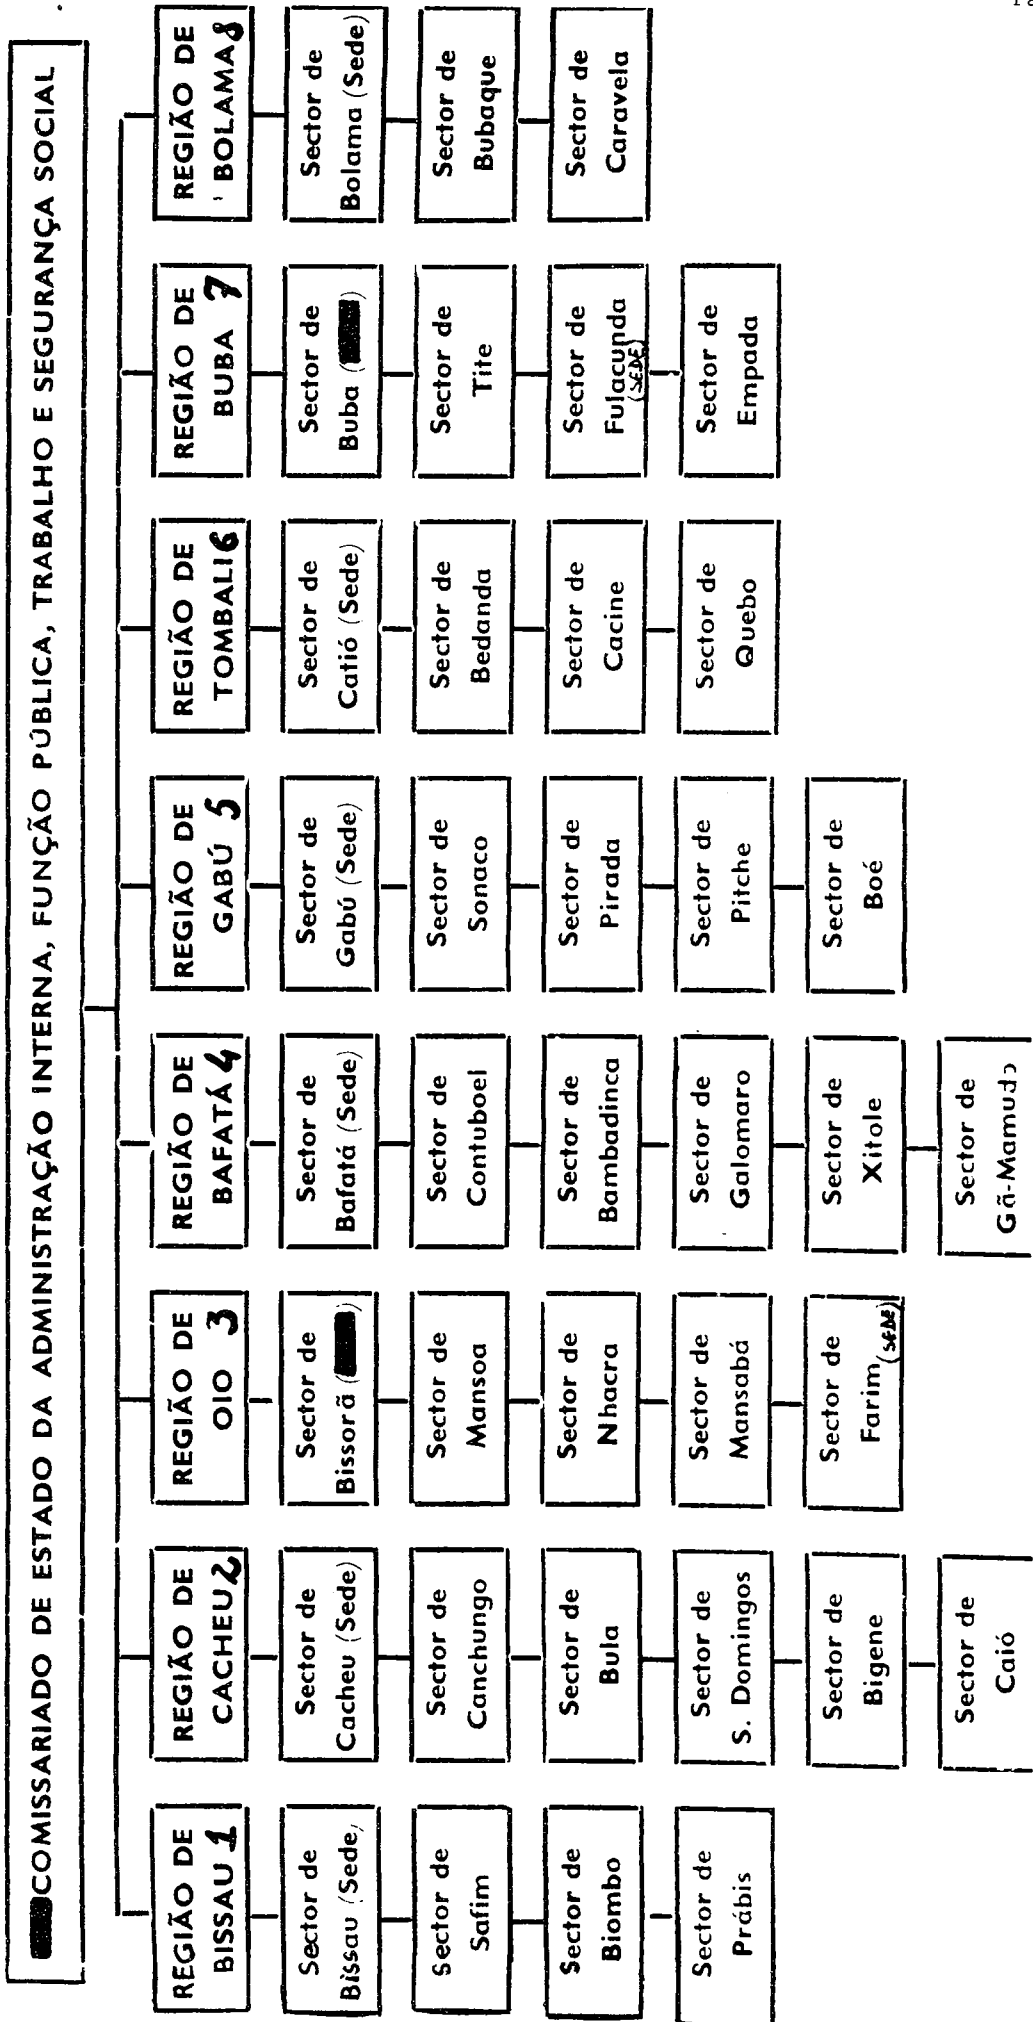 COMISSARIADO DE ESTADO DA ADMINISTRAÇÃO INTERNA, FUNÇÃO PÚBLICA, TRABALHO E SEGURANÇA SOCIAL
REGIÃO DE
BISSAU 1
Sector de
Bissau (Sede)
Sector de
Safim
Sector de
Biombo
Sector de
Prábis
REGIÃO DE
CACHEU 2
Sector de
Cacheu (Sede)
Sector de
Canchungo
Sector de
Bula
Sector de
S. Domingos
Sector de
Bigene
Sector de
Caió
REGIÃO DE
OIO 3
Sector de
Bissorã ( )
Sector de
Mansoa
Sector de
Nhacra
Sector de
Mansabá
Sector de
Farim (SEDE)
REGIÃO DE
BAFATÁ 4
Sector de
Bafatá (Sede)
Sector de
Contuboel
Sector de
Bambadinca
Sector de
Galomaro
Sector de
Xitole
Sector de
Gã-Mamudo
REGIÃO DE
GABÚ 5
Sector de
Gabú (Sede)
Sector de
Sonaco
Sector de
Pirada
Sector de
Pitche
Sector de
Boé
REGIÃO DE
TOMBALI 6
Sector de
Catió (Sede)
Sector de
Bedanda
Sector de
Cacine
Sector de
Quebo
REGIÃO DE
BUBA 7
Sector de
Buba ( )
Sector de
Tite
Sector de
Fulacunda
(SEDE)
Sector de
Empada
REGIÃO DE
BOLAMA 8
Sector de
Bolama (Sede)
Sector de
Bubaque
Sector de
Caravela